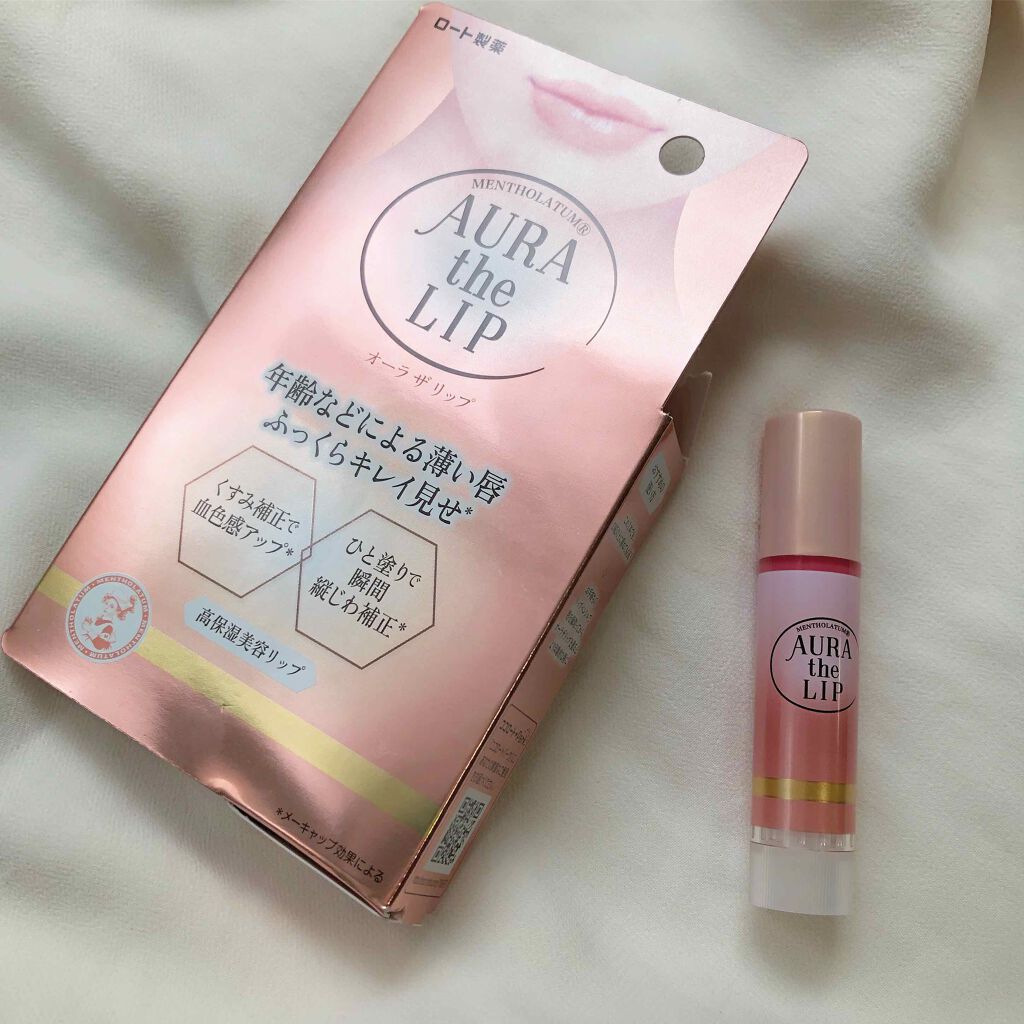 ロート製薬
MENTHOLATUM®
AURA
the
LIP
オーラ ザ リップ
年齢などによる薄い唇
ふっくらキレイ見せ*
くすみ補正で
血色感アップ*
ひと塗りで
瞬間
縦じわ補正*
高保湿美容リップ
MENTHOLATUM・MENTHOLATUM
*メーキャップ効果による
MENTHOLATUM®
AURA
the
LIP